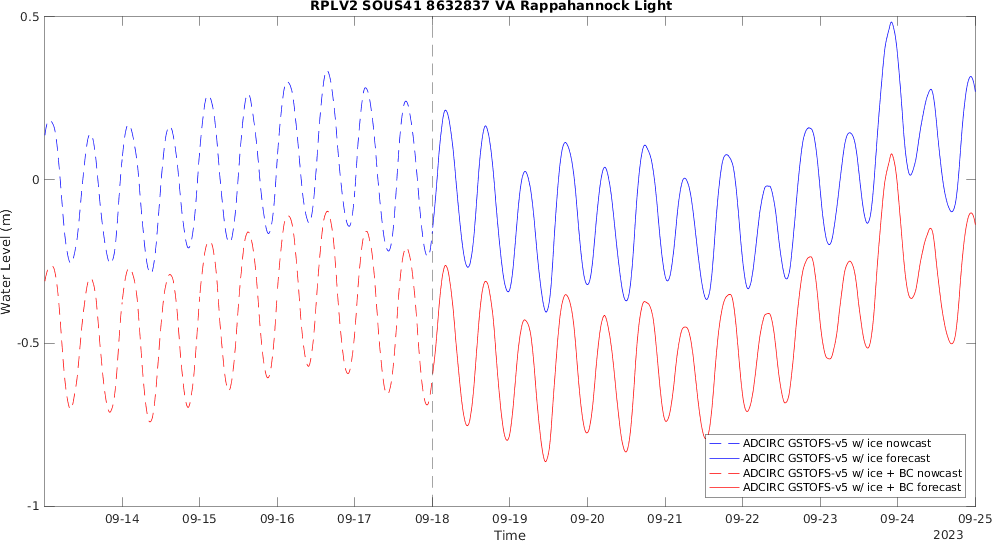 RPLV2 SOUS41 8632837 VA Rappahannock Light
0.5
0
-0.5
-1
Water Level (m)
09-14 09-15 09-16 09-17 09-18 09-19 09-20 09-21 09-22 09-23 09-24 09-25
Time
2023
ADCIRC GSTOFS-v5 w/ ice nowcast
ADCIRC GSTOFS-v5 w/ ice forecast
ADCIRC GSTOFS-v5 w/ ice + BC nowcast
ADCIRC GSTOFS-v5 w/ ice + BC forecast